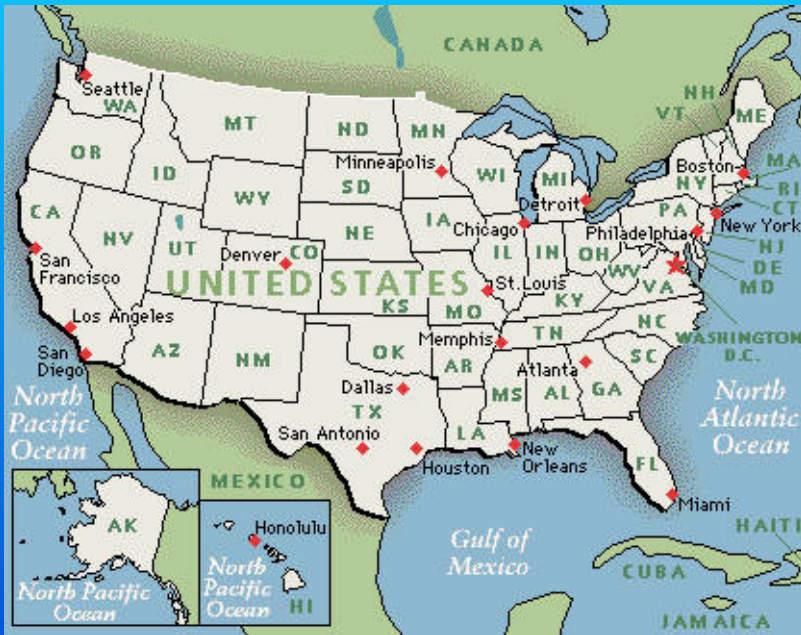 CANADA
NH
VT
ME
Seattle
WA
MT
ND
MN
OR
ID
Minneapolis
WI
MI
Boston
MA
SD
NY
RI
WY
Detroit
CT
CA
IA
Chicago
PA
New York
NV
NE
Philadelphia
NJ
UT
Denver
CO
IL
IN
OH
DE
San
Francisco
WV
MD
UNITED STATES
St. Louis
VA
KS
MO
KY
Los Angeles
NC
WASHINGTON
D.C.
TN
San
Diego
AZ
NM
OK
Memphis
AR
SC
Atlanta
North
Pacific
Ocean
Dallas
MS
AL
GA
North
Atlantic
Ocean
TX
San Antonio
LA
Houston
New
Orleans
FL
MEXICO
Miami
AK
North Pacific
Ocean
Honolulu
North
Pacific
Ocean
HI
Gulf of
Mexico
HAITI
CUBA
JAMAICA